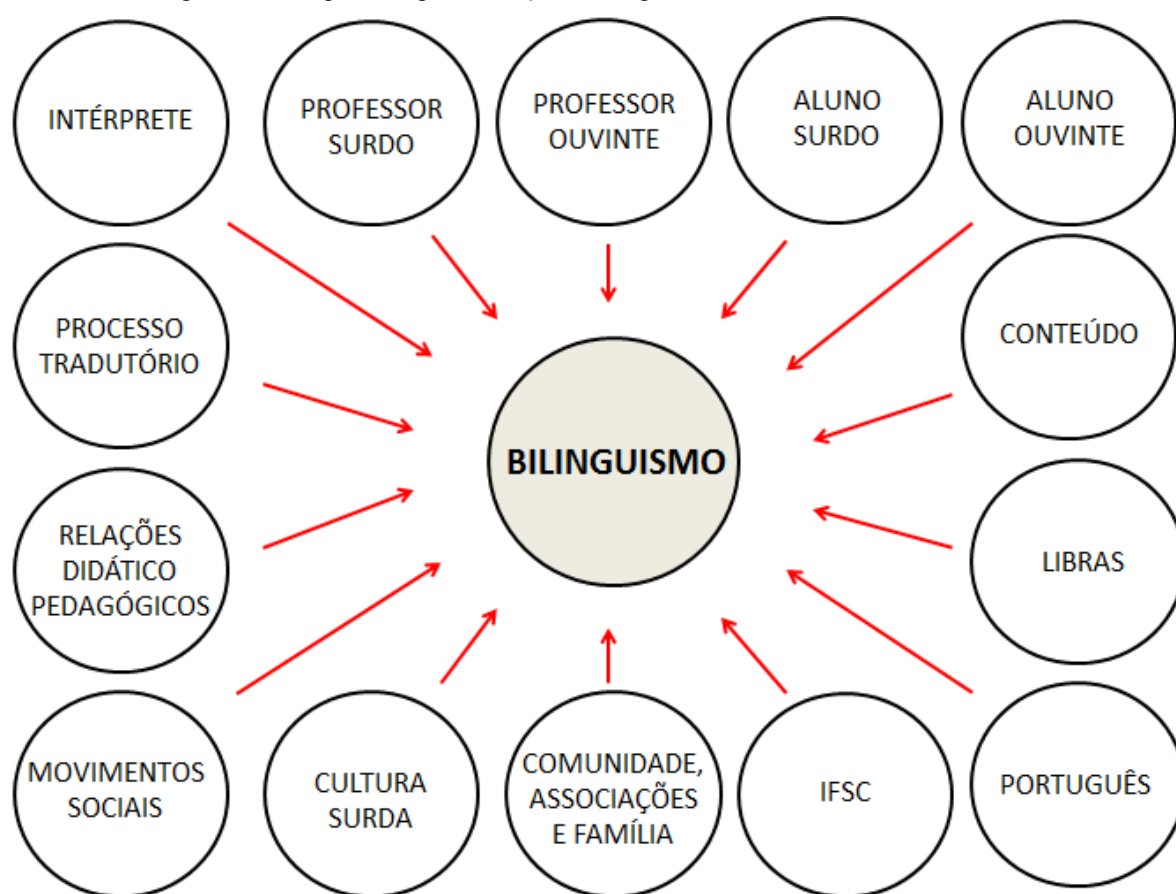 INTÉRPRETE
PROFESSOR
SURDO
PROFESSOR
OUVINTE
ALUNO
SURDO
ALUNO
OUVINTE
PROCESSO
TRADUTÓRIO
CONTEÚDO
BILINGUISMO
RELAÇÕES
DIDÁTICO
PEDAGÓGICOS
LIBRAS
MOVIMENTOS
SOCIAIS
CULTURA
SURDA
COMUNIDADE,
ASSOCIAÇÕES
E FAMÍLIA
IFSC
PORTUGUÊS